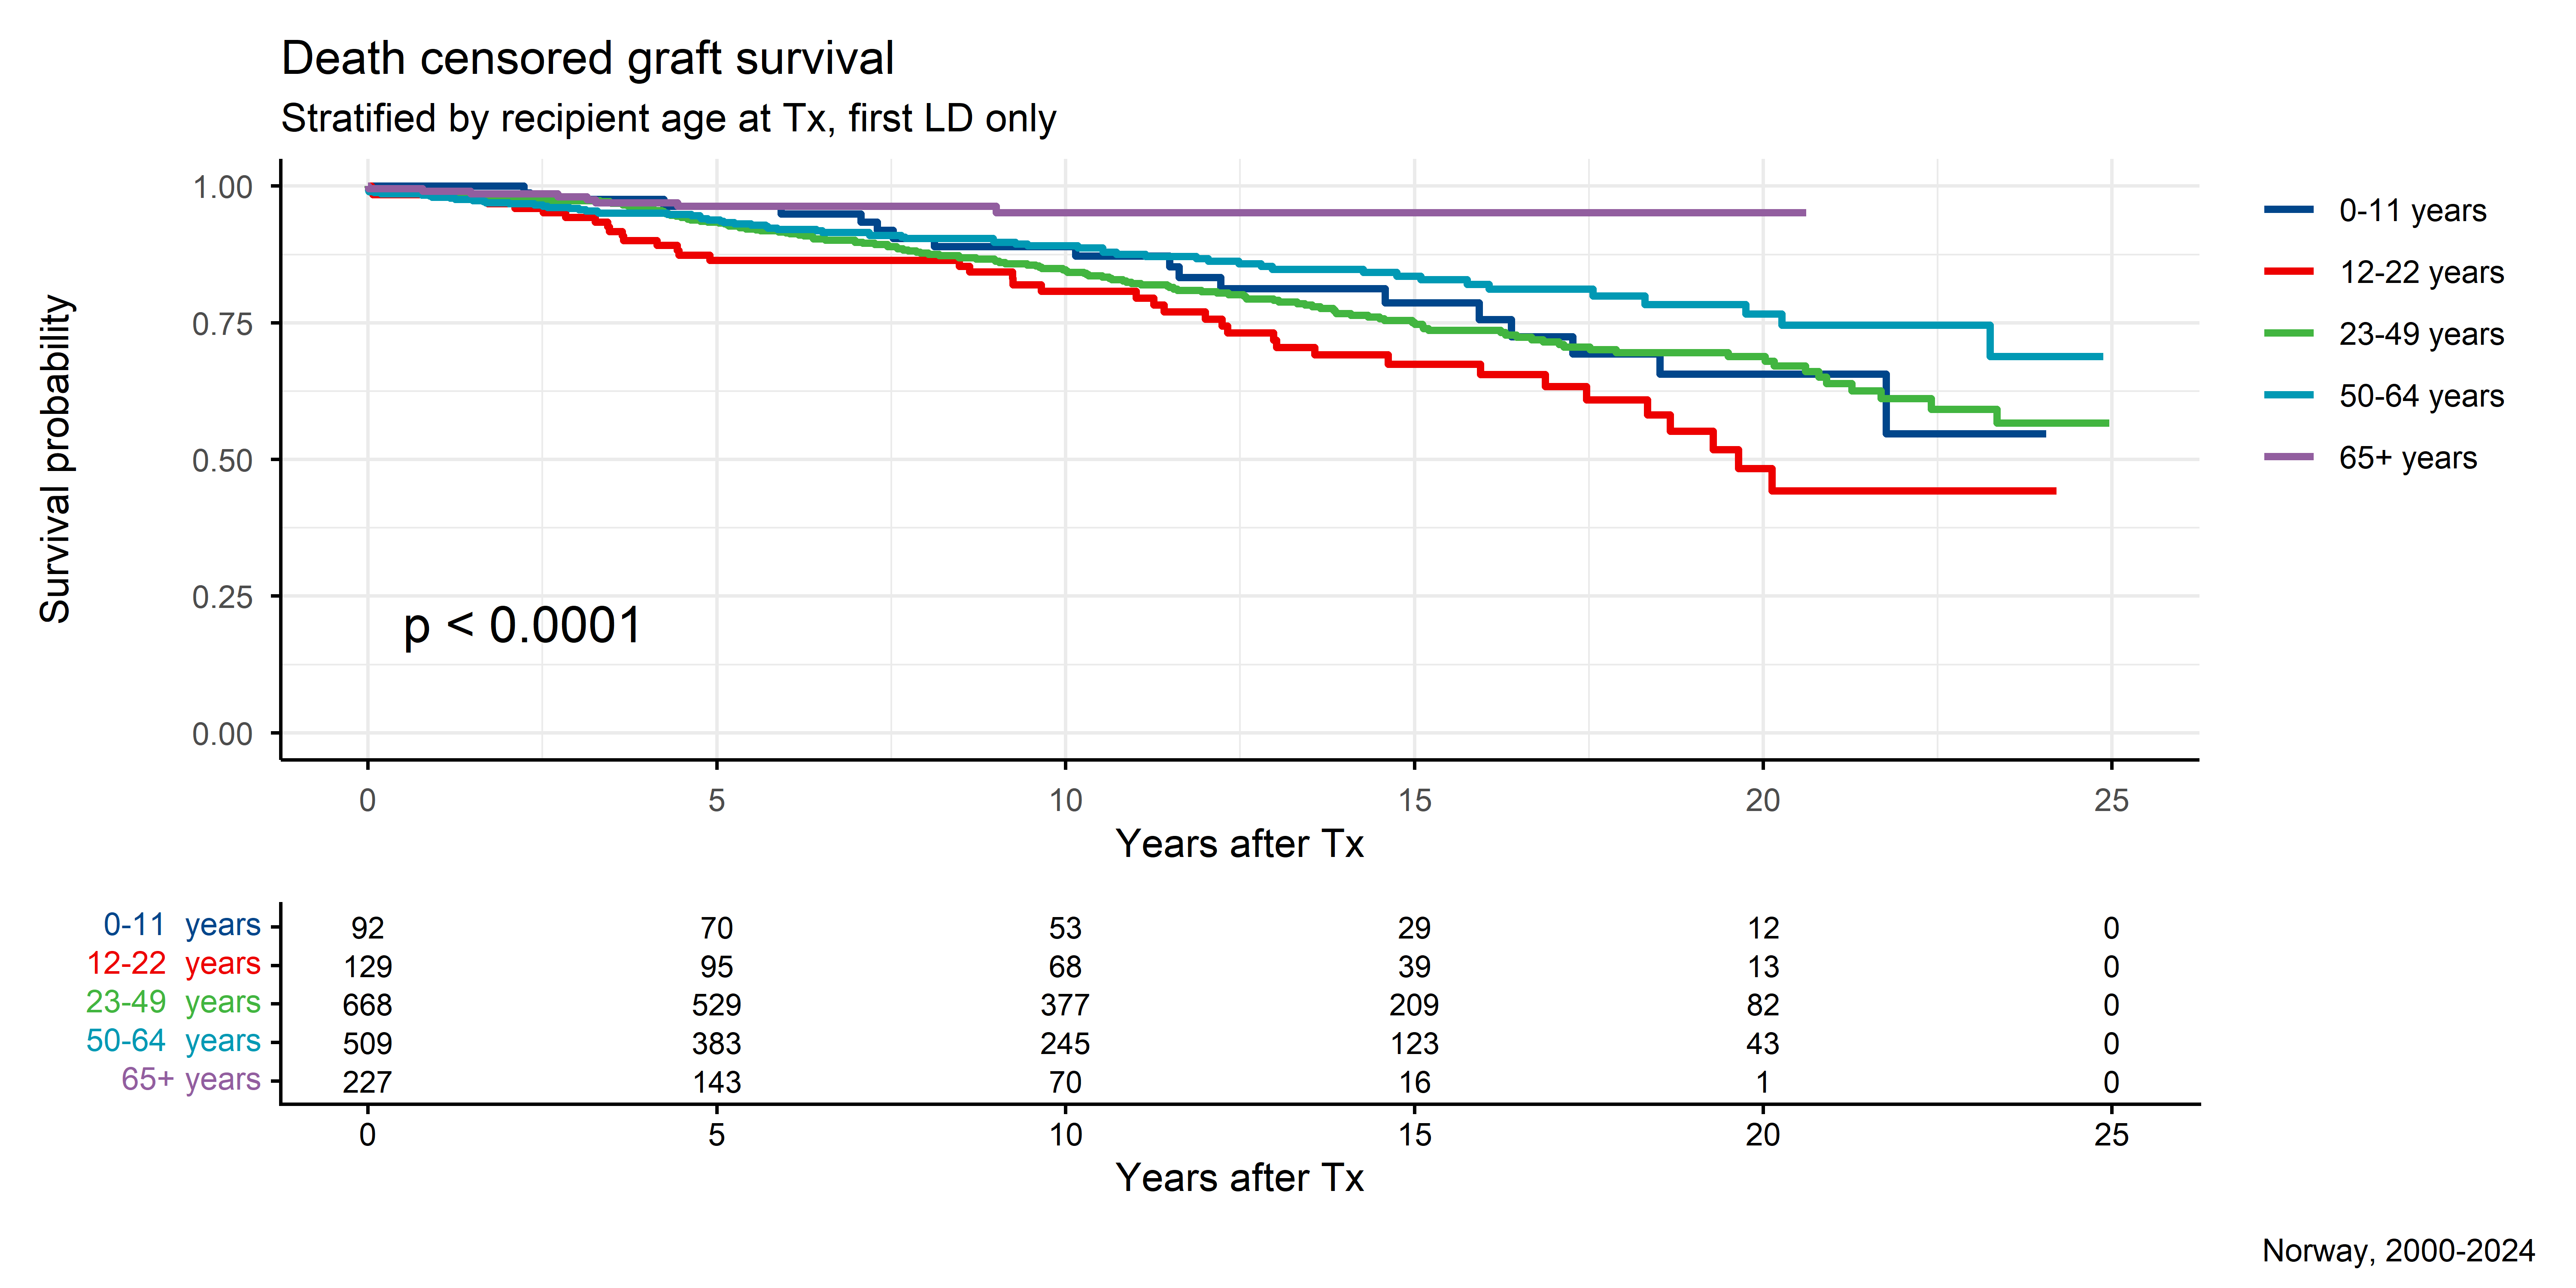 Death censored graft survival
Stratified by recipient age at Tx, first LD only
Survival probability
1.00
0.75
0.50
0.25
0.00
p < 0.0001
0 5 10 15 20 25
Years after Tx
0-11 years
12-22 years
23-49 years
50-64 years
65+ years
0-11 years 92 70 53 29 12 0
12-22 years 129 95 68 39 13 0
23-49 years 668 529 377 209 82 0
50-64 years 509 383 245 123 43 0
65+ years 227 143 70 16 1 0
0 5 10 15 20 25
Years after Tx
Norway, 2000-2024